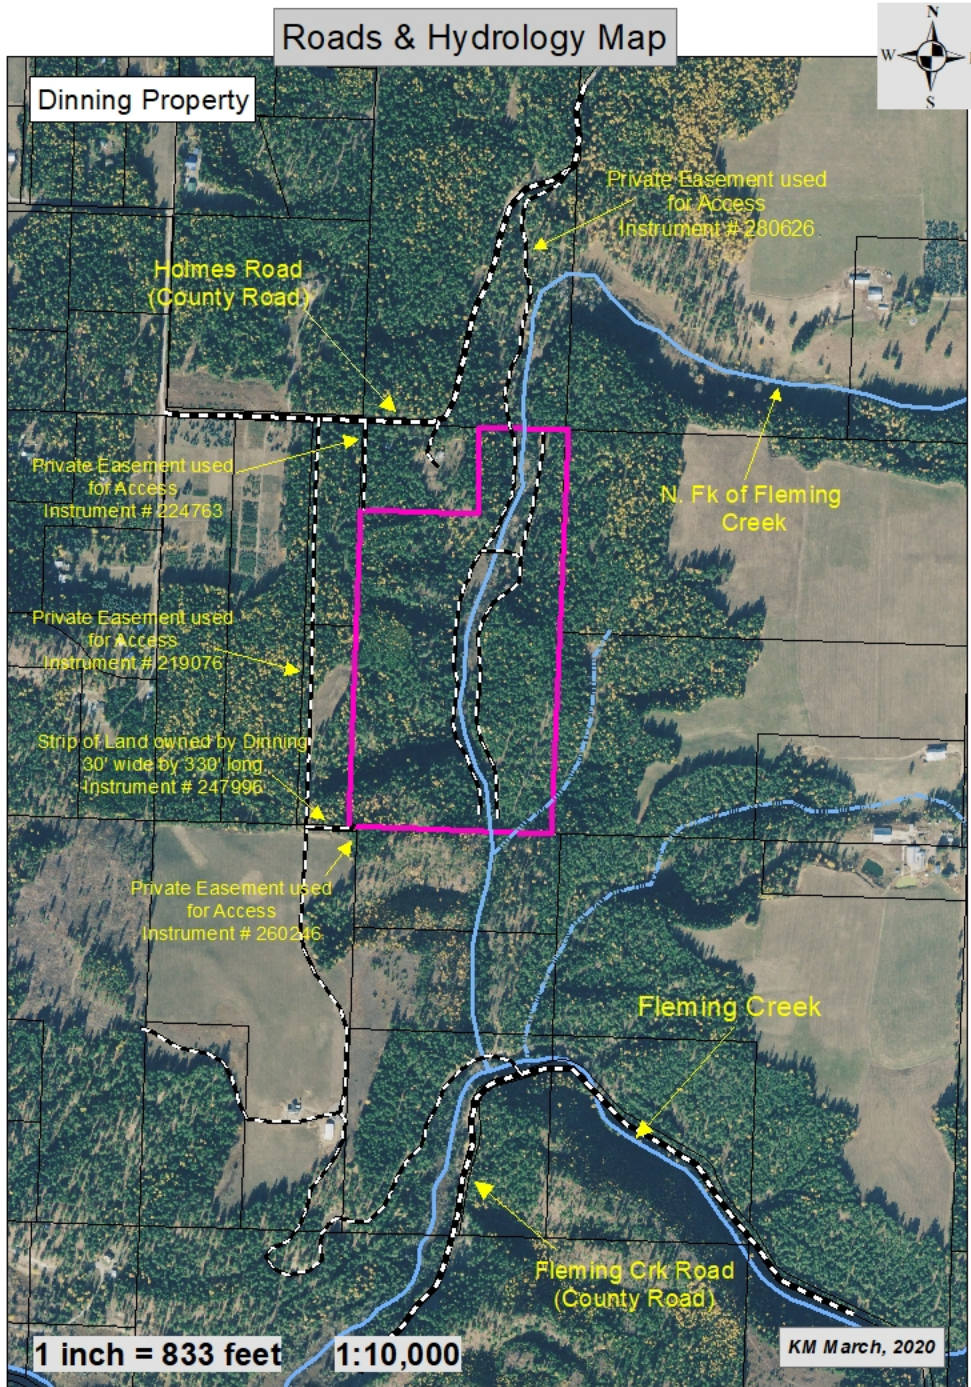 Roads & Hydrology Map
N
W
S
Dinning Property
Private Easement used
for Access
Instrument # 280626
Holmes Road
(County Road)
Private Easement used
for Access
Instrument # 224763
N. Fk of Fleming
Creek
Private Easement used
for Access
Instrument # 219076
Strip of Land owned by Dinning
30' wide by 330' long
Instrument # 247996
Private Easement used
for Access
Instrument # 260246
Fleming Creek
Fleming Crk Road
(County Road)
1 inch = 833 feet
1:10,000
KM March, 2020